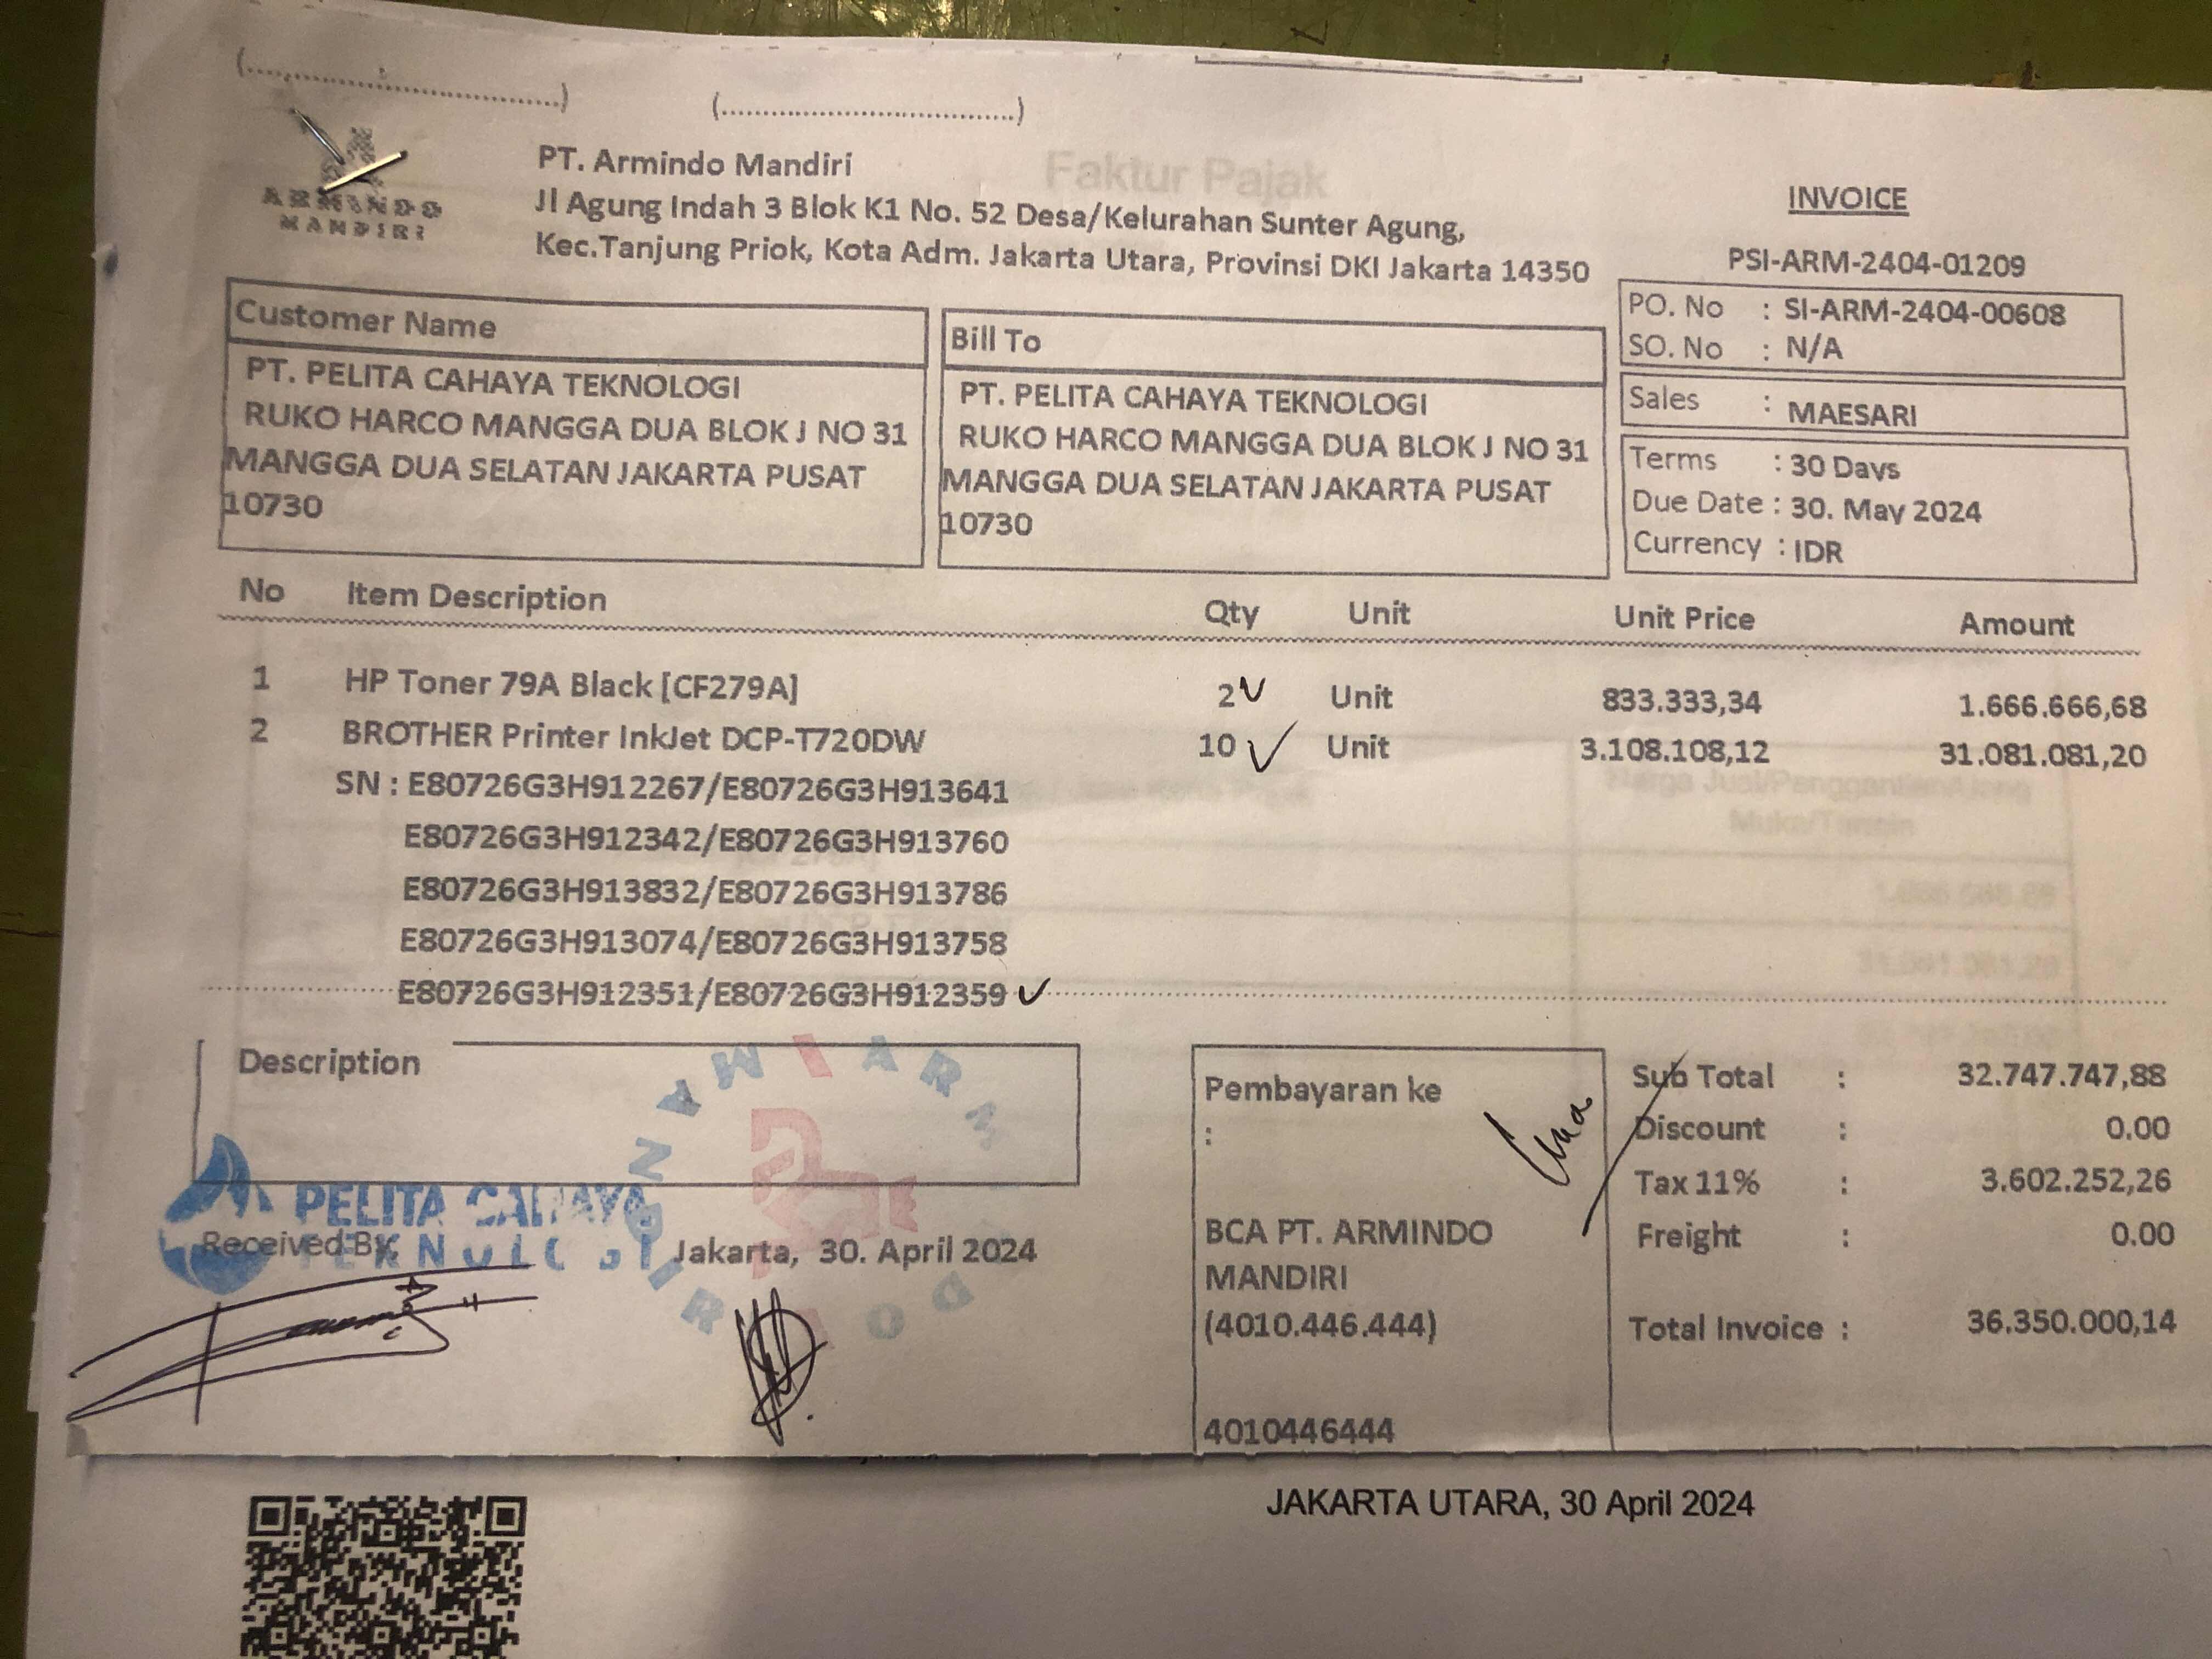 (..............................)
(..............................)
ARMINDO
MANDIRI
PT. Armindo Mandiri
Jl Agung Indah 3 Blok K1 No. 52 Desa/Kelurahan Sunter Agung,
Kec.Tanjung Priok, Kota Adm. Jakarta Utara, Provinsi DKI Jakarta 14350
Faktur Pajak
INVOICE
PSI-ARM-2404-01209
PO. No : SI-ARM-2404-00608
SO. No : N/A
Sales : MAESARI
Terms : 30 Days
Due Date : 30. May 2024
Currency : IDR
Customer Name
PT. PELITA CAHAYA TEKNOLOGI
RUKO HARCO MANGGA DUA BLOK J NO 31
MANGGA DUA SELATAN JAKARTA PUSAT
10730
Bill To
PT. PELITA CAHAYA TEKNOLOGI
RUKO HARCO MANGGA DUA BLOK J NO 31
MANGGA DUA SELATAN JAKARTA PUSAT
10730
No Item Description Qty Unit Unit Price Amount
1 HP Toner 79A Black [CF279A] 2 Unit 833.333,34 1.666.666,68
2 BROTHER Printer InkJet DCP-T720DW 10 Unit 3.108.108,12 31.081.081,20
SN : E80726G3H912267/E80726G3H913641
E80726G3H912342/E80726G3H913760
E80726G3H913832/E80726G3H913786
E80726G3H913074/E80726G3H913758
E80726G3H912351/E80726G3H912359
Description
PELITA CAHAYA
TEKNOLOGI
Received By,
Jakarta, 30. April 2024
Pembayaran ke
:
BCA PT. ARMINDO
MANDIRI
(4010.446.444)
4010446444
Sub Total : 32.747.747,88
Discount : 0.00
Tax 11% : 3.602.252,26
Freight : 0.00
Total Invoice : 36.350.000,14
JAKARTA UTARA, 30 April 2024